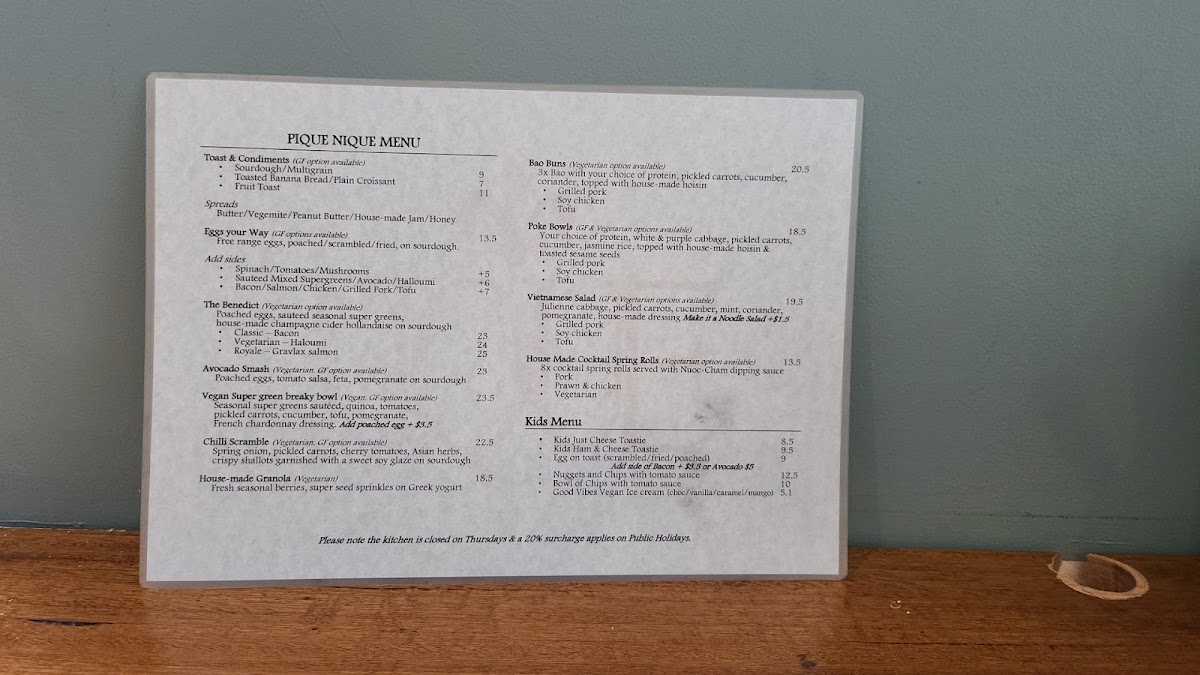 PIQUE NIQUE MENU
Toast & Condiments (GF option available)
• Sourdough/Multigrain 9
• Toasted Banana Bread/Plain Croissant 7
• Fruit Toast 11
Spreads
Butter/Vegemite/Peanut Butter/House-made Jam/Honey
Eggs your Way (GF options available) 13.5
Free range eggs, poached/scrambled/fried, on sourdough.
Add sides
• Spinach/Tomatoes/Mushrooms +5
• Sauteed Mixed Supergreens/Avocado/Halloumi +6
• Bacon/Salmon/Chicken/Grilled Pork/Tofu +7
The Benedict (Vegetarian option available)
Poached eggs, sauteed seasonal super greens,
house-made champagne cider hollandaise on sourdough
• Classic – Bacon 23
• Vegetarian – Haloumi 24
• Royale – Gravlax salmon 25
Avocado Smash (Vegetarian. GF option available) 23
Poached eggs, tomato salsa, feta, pomegranate on sourdough
Vegan Super green breaky bowl (Vegan. GF option available) 23.5
Seasonal super greens sautéed, quinoa, tomatoes,
pickled carrots, cucumber, tofu, pomegranate,
French chardonnay dressing. Add poached egg + $3.5
Chilli Scramble (Vegetarian. GF option available) 22.5
Spring onion, pickled carrots, cherry tomatoes, Asian herbs,
crispy shallots garnished with a sweet soy glaze on sourdough
House-made Granola (Vegetarian) 18.5
Fresh seasonal berries, super seed sprinkles on Greek yogurt
Bao Buns (Vegetarian option available) 20.5
3x Bao with your choice of protein, pickled carrots, cucumber,
coriander, topped with house-made hoisin
• Grilled pork
• Soy chicken
• Tofu
Poke Bowls (GF & Vegetarian options available) 18.5
Your choice of protein, white & purple cabbage, pickled carrots,
cucumber, jasmine rice, topped with house-made hoisin &
toasted sesame seeds
• Grilled pork
• Soy chicken
• Tofu
Vietnamese Salad (GF & Vegetarian options available) 19.5
Julienne cabbage, pickled carrots, cucumber, mint, coriander,
pomegranate, house-made dressing Make it a Noodle Salad +$1.5
• Grilled pork
• Soy chicken
• Tofu
House Made Cocktail Spring Rolls (Vegetarian option available) 13.5
8x cocktail spring rolls served with Nuoc-Cham dipping sauce
• Pork
• Prawn & chicken
• Vegetarian
Kids Menu
• Kids Just Cheese Toastie 8.5
• Kids Ham & Cheese Toastie 9.5
• Egg on toast (scrambled/fried/poached) 9
Add side of Bacon + $5.5 or Avocado $5
• Nuggets and Chips with tomato sauce 12.5
• Bowl of Chips with tomato sauce 10
• Good Vibes Vegan Ice cream (choc/vanilla/caramel/mango) 5.1
Please note the kitchen is closed on Thursdays & a 20% surcharge applies on Public Holidays.